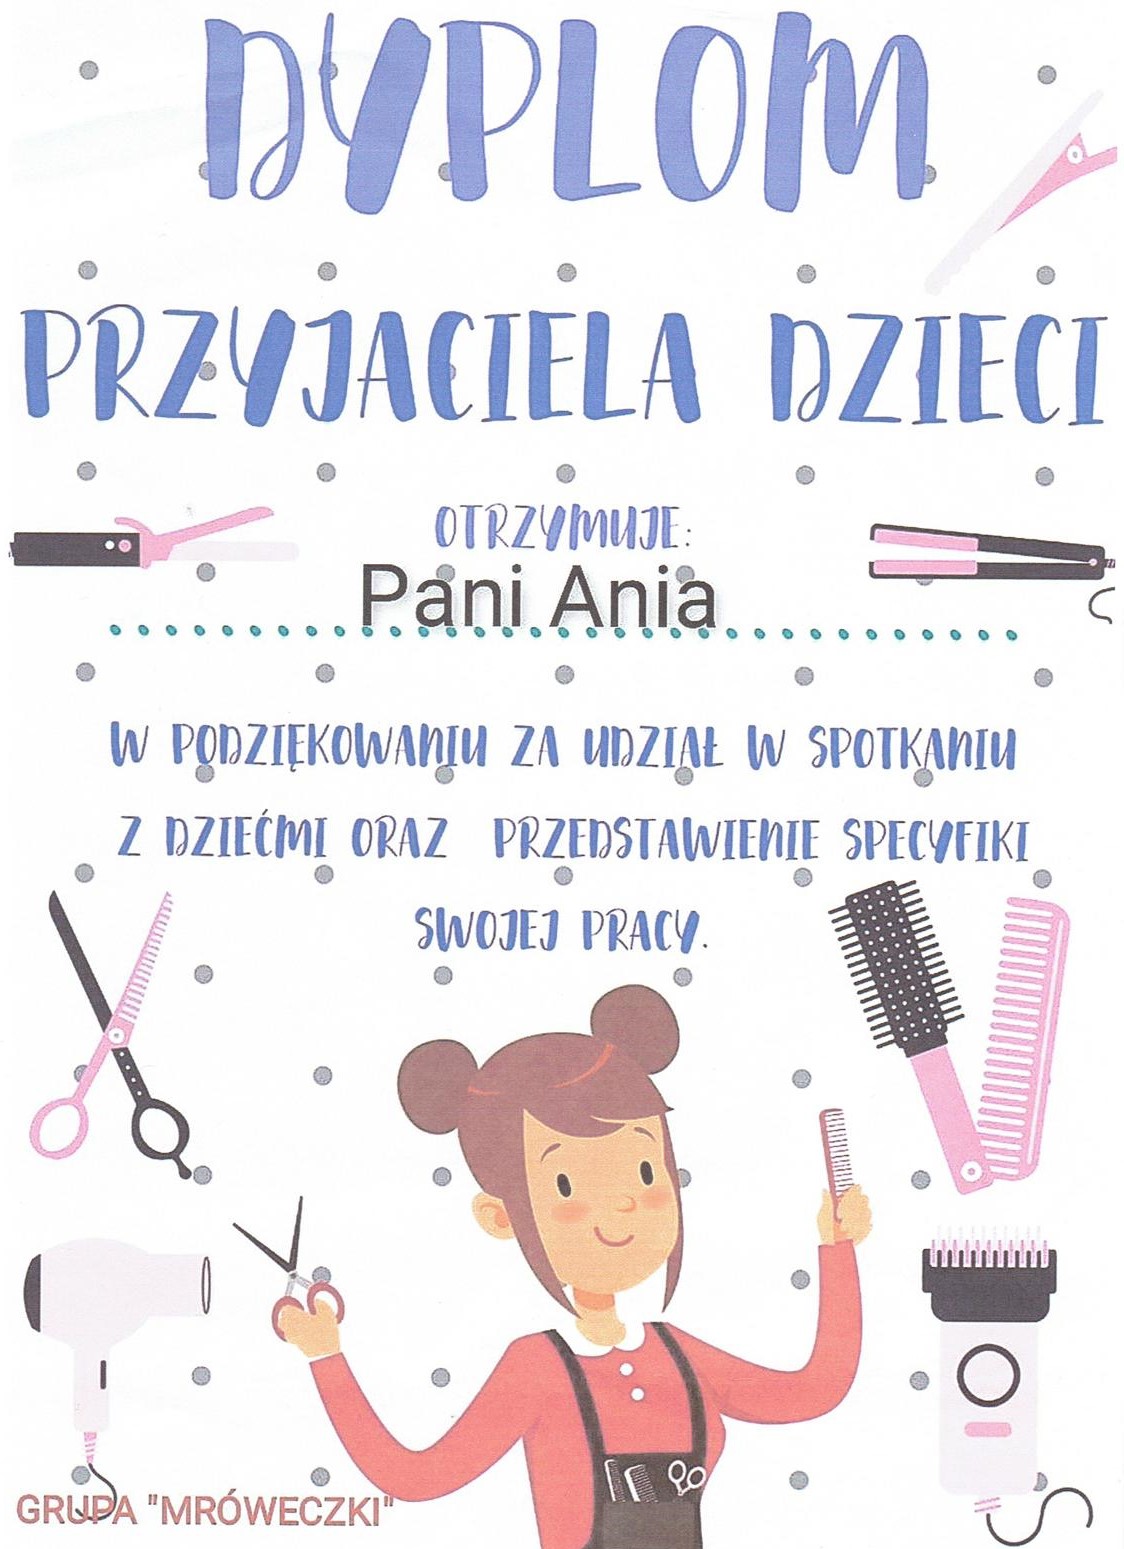 DYPLOM
PRZYJACIELA DZIECI
OTRZYMUJE:
Pani Ania
W PODZIĘKOWANIU ZA UDZIAŁ W SPOTKANIU
Z DZIEĆMI ORAZ PRZEDSTAWIENIE SPECYFIKI
SWOJEJ PRACY.
GRUPA "MRÓWECZKI"